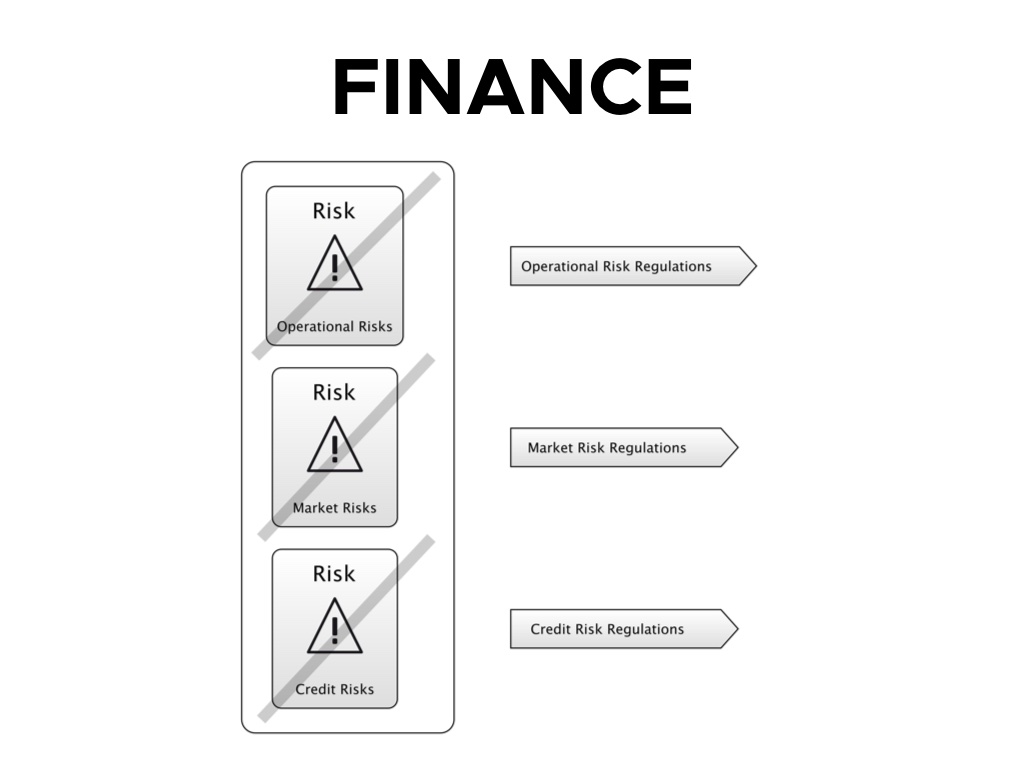 FINANCE
Risk
!
Operational Risks
Operational Risk Regulations
Risk
!
Market Risks
Market Risk Regulations
Risk
!
Credit Risks
Credit Risk Regulations